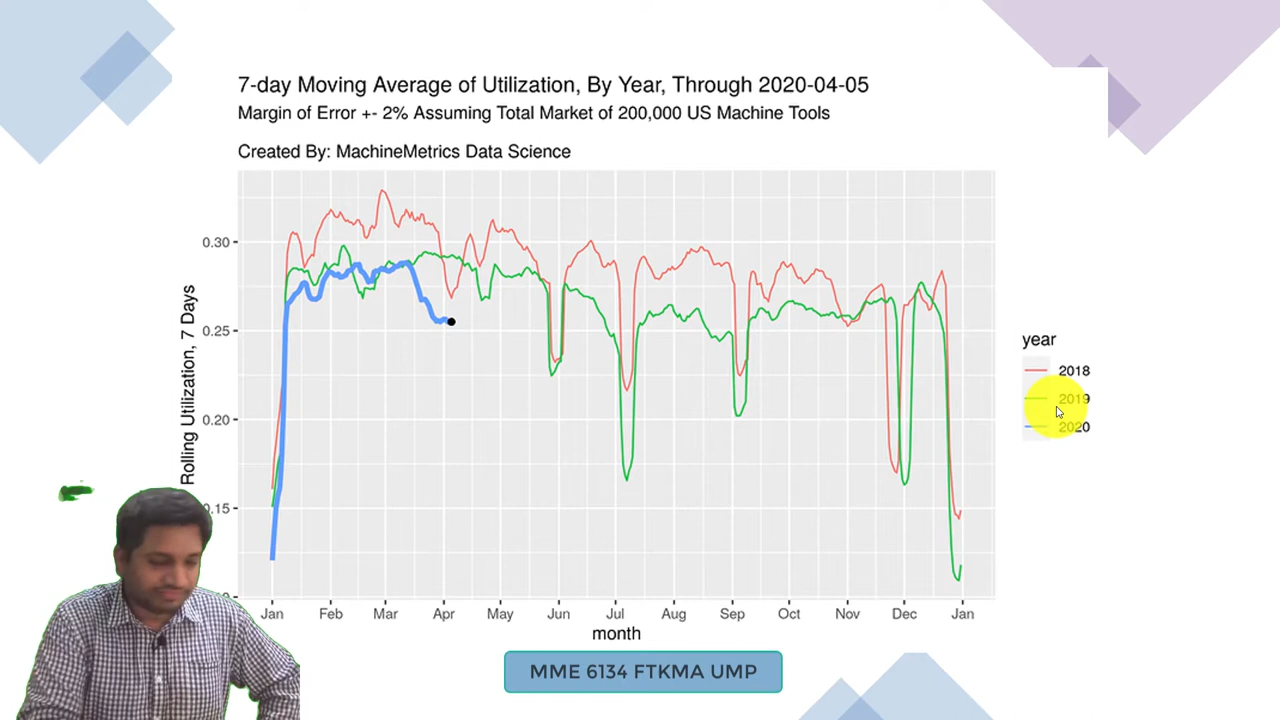 7-day Moving Average of Utilization, By Year, Through 2020-04-05
Margin of Error +- 2% Assuming Total Market of 200,000 US Machine Tools
Created By: MachineMetrics Data Science
Rolling Utilization, 7 Days
0.30
0.25
0.20
0.15
Jan Feb Mar Apr May Jun Jul Aug Sep Oct Nov Dec Jan
month
year
2018
2019
2020
MME 6134 FTKMA UMP